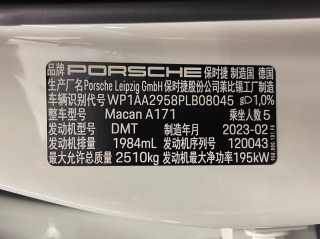 品牌 PORSCHE 保时捷 制造国 德国
生产厂名 Porsche Leipzig GmbH 保时捷股份公司莱比锡工厂制造
车辆识别代号 WP1AA2958PLB08045 1,0%
整车型号 Macan A171 乘坐人数 5
发动机型号 DMT 制造年月 2023-02
发动机排量 1984mL 发动机序列号 120043
最大允许总质量 2510kg 发动机最大净功率 195kW